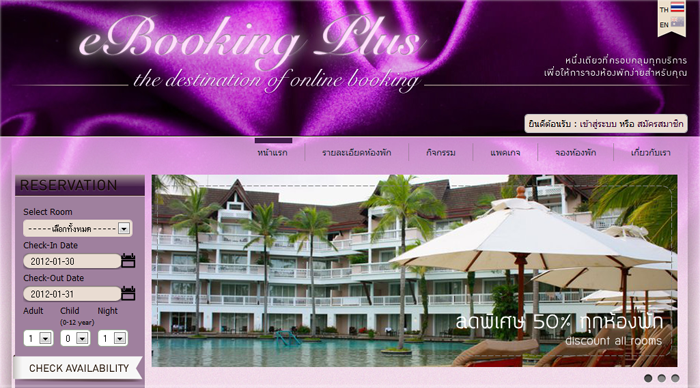 TH
EN
eBooking Plus
the destination of online booking
หนึ่งเดียวที่ครอบคลุมทุกบริการ
เพื่อให้การจองห้องพักง่ายสำหรับคุณ
ยินดีต้อนรับ : เข้าสู่ระบบ หรือ สมัครสมาชิก
หน้าแรก รายละเอียดห้องพัก กิจกรรม แพคเกจ จองห้องพัก เกี่ยวกับเรา
RESERVATION
Select Room
-----เลือกทั้งหมด-----
Check-In Date
2012-01-30
Check-Out Date
2012-01-31
Adult Child Night
(0-12 year)
1 0 1
CHECK AVAILABILITY
ลดพิเศษ 50% ทุกห้องพัก
discount all rooms